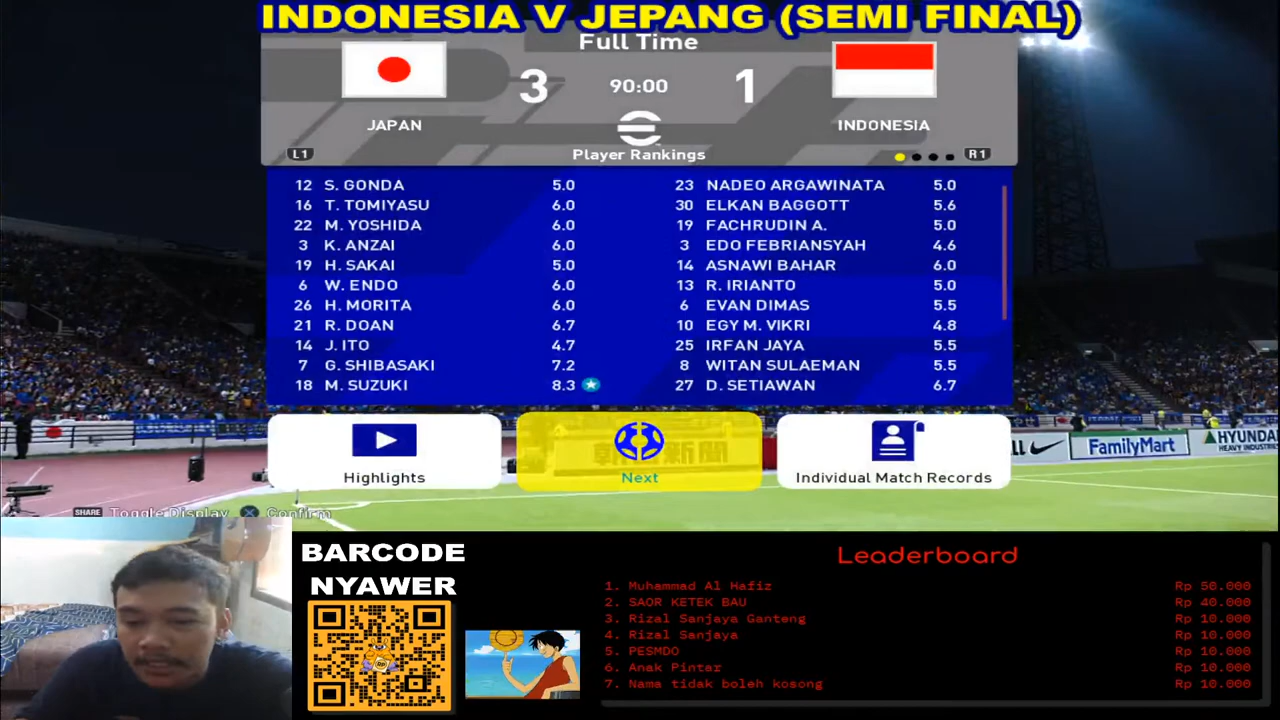 INDONESIA V JEPANG (SEMI FINAL)
Full Time
3 90:00 1
JAPAN INDONESIA
L1 Player Rankings R1
12 S. GONDA 5.0 23 NADEO ARGAWINATA 5.0
16 T. TOMIYASU 6.0 30 ELKAN BAGGOTT 5.6
22 M. YOSHIDA 6.0 19 FACHRUDIN A. 5.0
3 K. ANZAI 6.0 3 EDO FEBRIANSYAH 4.6
19 H. SAKAI 5.0 14 ASNAWI BAHAR 6.0
6 W. ENDO 6.0 13 R. IRIANTO 5.0
26 H. MORITA 6.0 6 EVAN DIMAS 5.5
21 R. DOAN 6.7 10 EGY M. VIKRI 4.8
14 J. ITO 4.7 25 IRFAN JAYA 5.5
7 G. SHIBASAKI 7.2 8 WITAN SULAEMAN 5.5
18 M. SUZUKI 8.3 27 D. SETIAWAN 6.7
FamilyMart
HYUNDAI
HEAVY INDUSTRIES
Highlights Next Individual Match Records
SHARE Toggle Display Confirm
BARCODE
NYAWER
Leaderboard
1. Muhammad Al Hafiz Rp 50.000
2. SAOR KETEK BAU Rp 40.000
3. Rizal Sanjaya Ganteng Rp 10.000
4. Rizal Sanjaya Rp 10.000
5. PESMDO Rp 10.000
6. Anak Pintar Rp 10.000
7. Nama tidak boleh kosong Rp 10.000